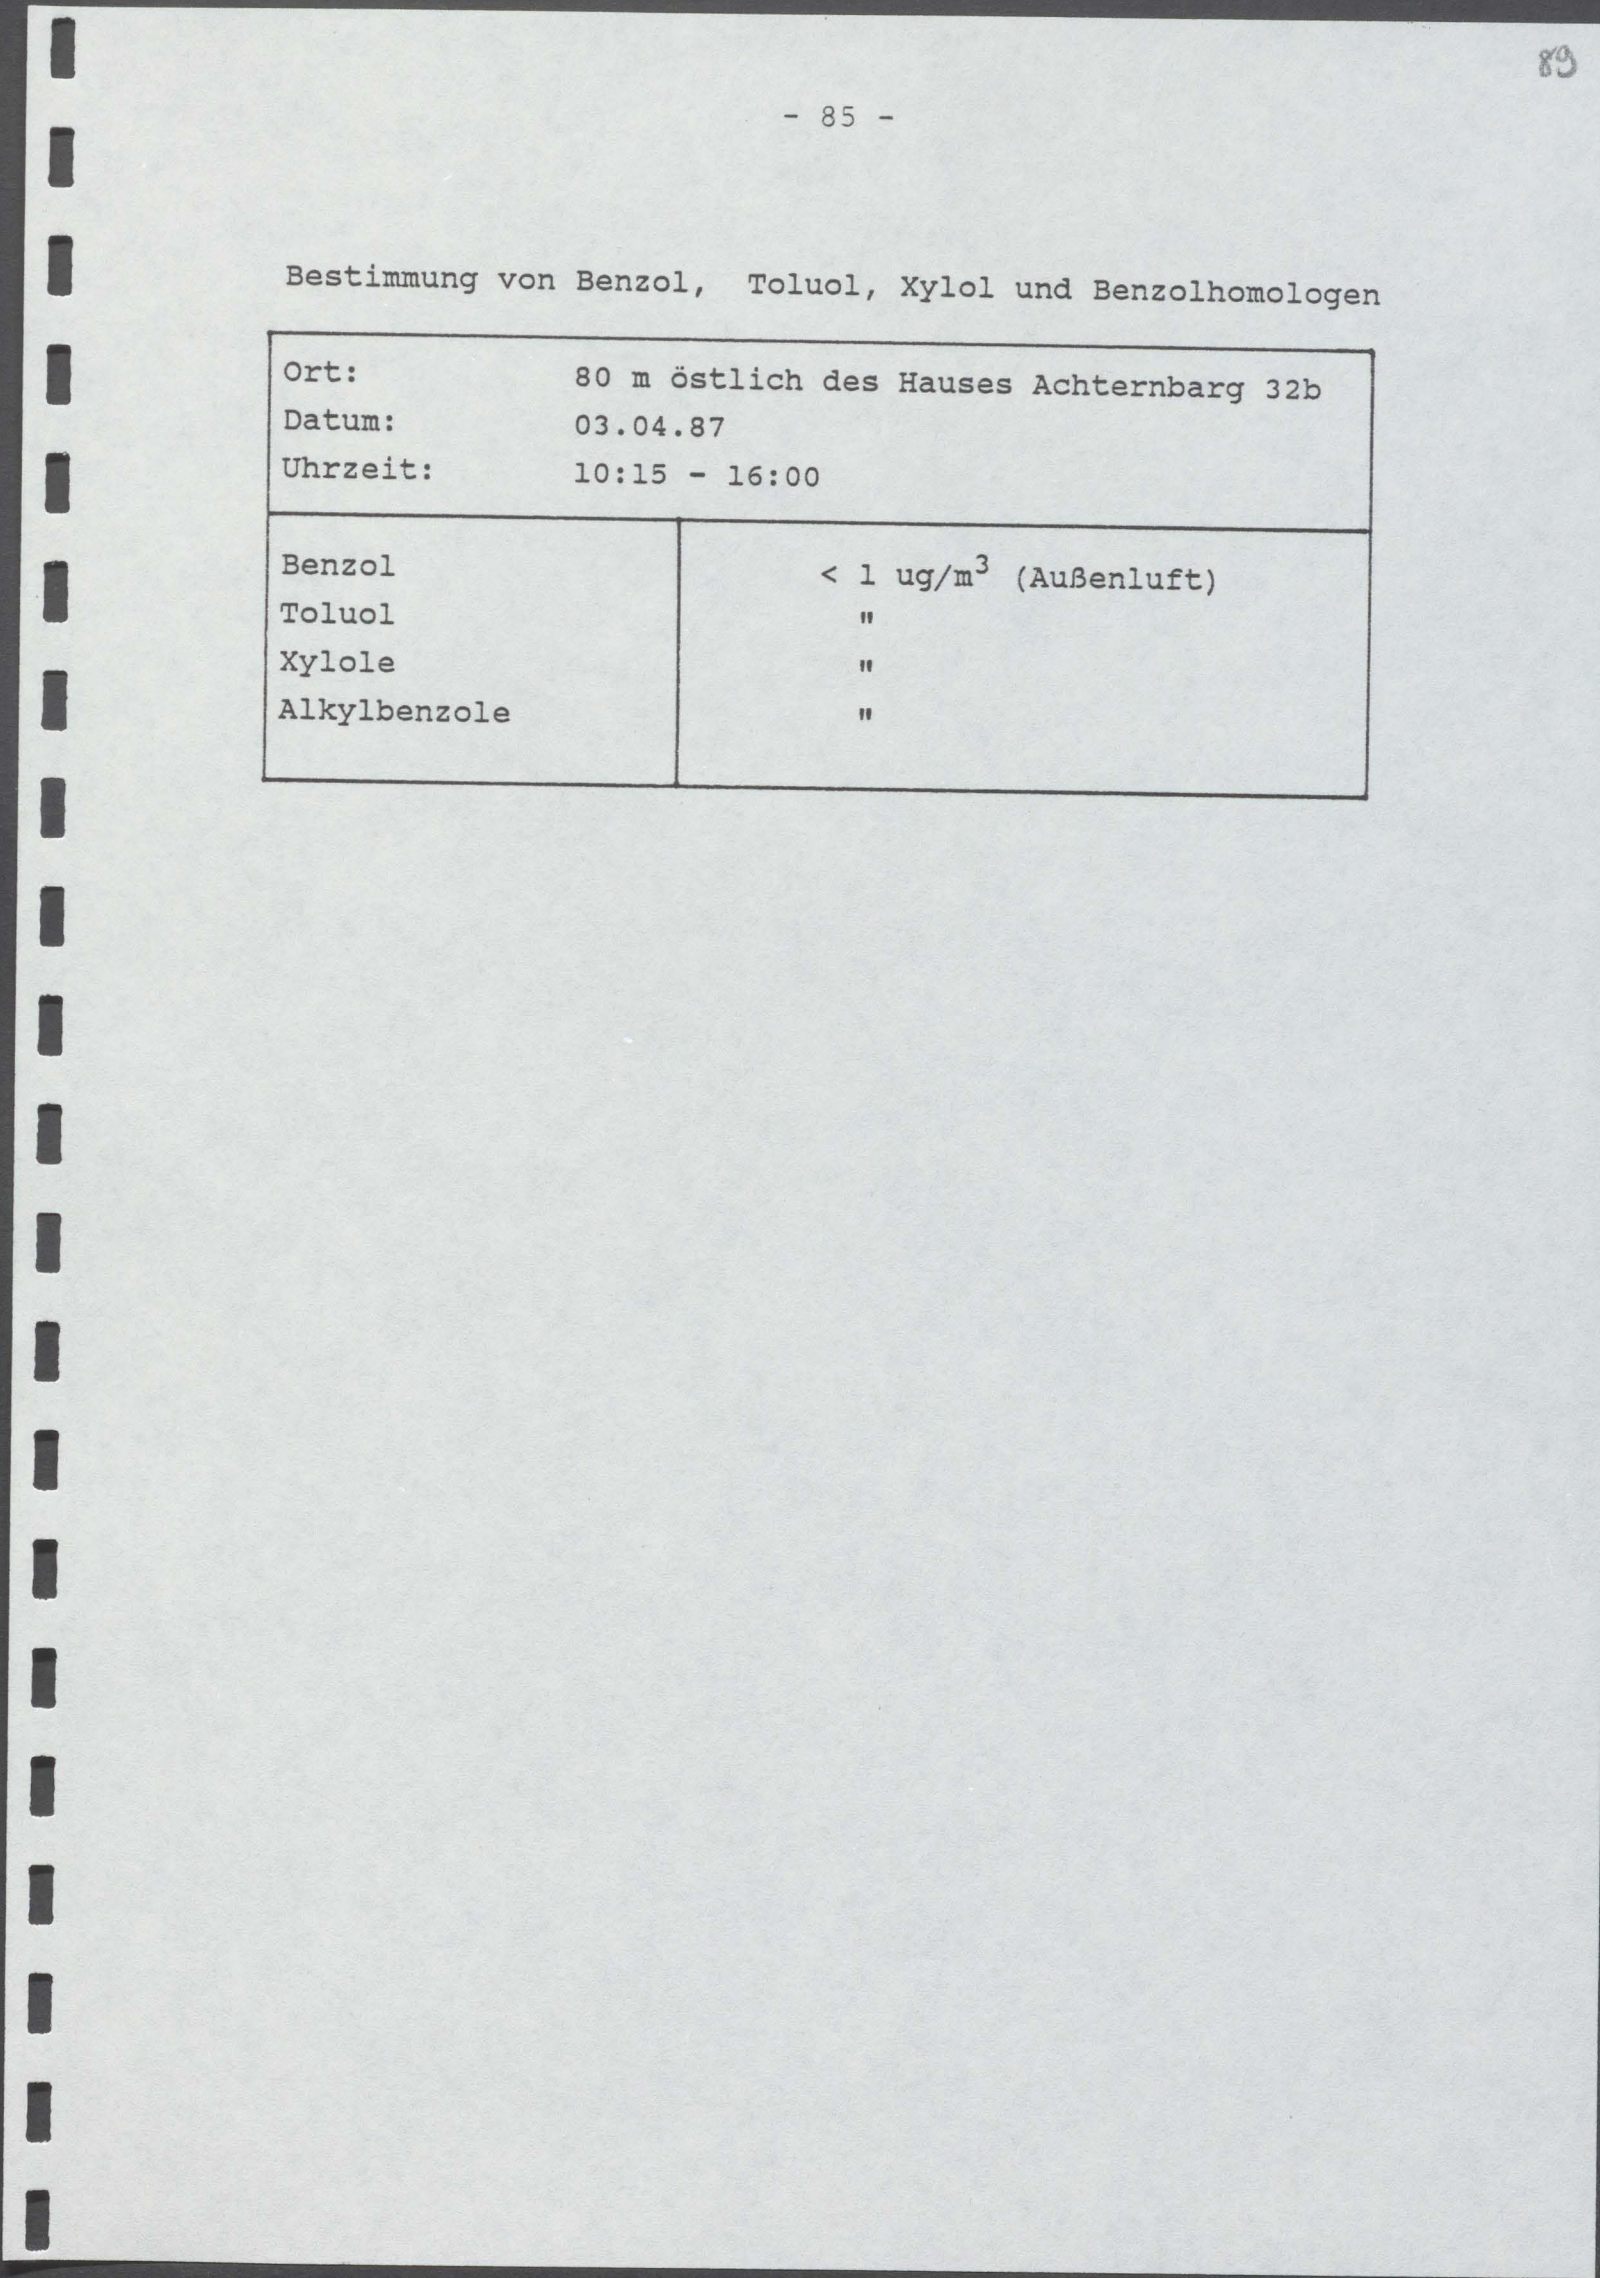 89
- 85 -
Bestimmung von Benzol, Toluol, Xylol und Benzolhomologen
Ort: 80 m östlich des Hauses Achternbarg 32b
Datum: 03.04.87
Uhrzeit: 10:15 - 16:00
Benzol < 1 ug/m³ (Außenluft)
Toluol "
Xylole "
Alkylbenzole "